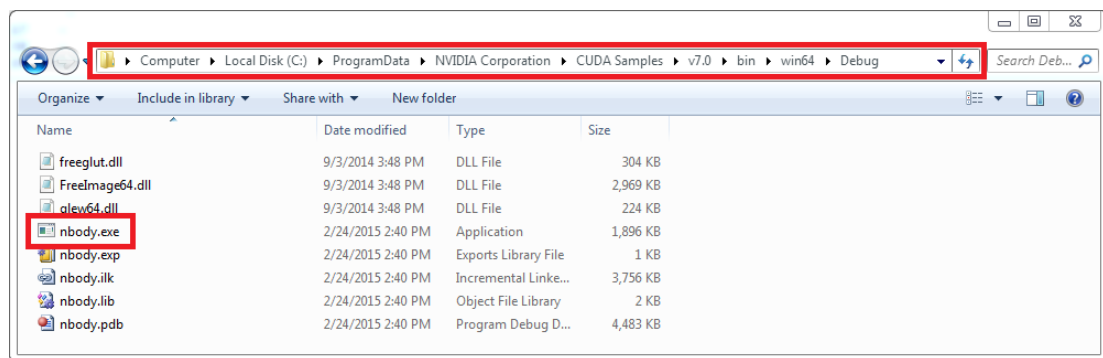 Computer Local Disk (C:) ProgramData NVIDIA Corporation CUDA Samples v7.0 bin win64 Debug Search Deb...
Organize Include in library Share with New folder
Name Date modified Type Size
freeglut.dll 9/3/2014 3:48 PM DLL File 304 KB
FreeImage64.dll 9/3/2014 3:48 PM DLL File 2,969 KB
glew64.dll 9/3/2014 3:48 PM DLL File 224 KB
nbody.exe 2/24/2015 2:40 PM Application 1,896 KB
nbody.exp 2/24/2015 2:40 PM Exports Library File 1 KB
nbody.ilk 2/24/2015 2:40 PM Incremental Linke... 3,756 KB
nbody.lib 2/24/2015 2:40 PM Object File Library 2 KB
nbody.pdb 2/24/2015 2:40 PM Program Debug D... 4,483 KB